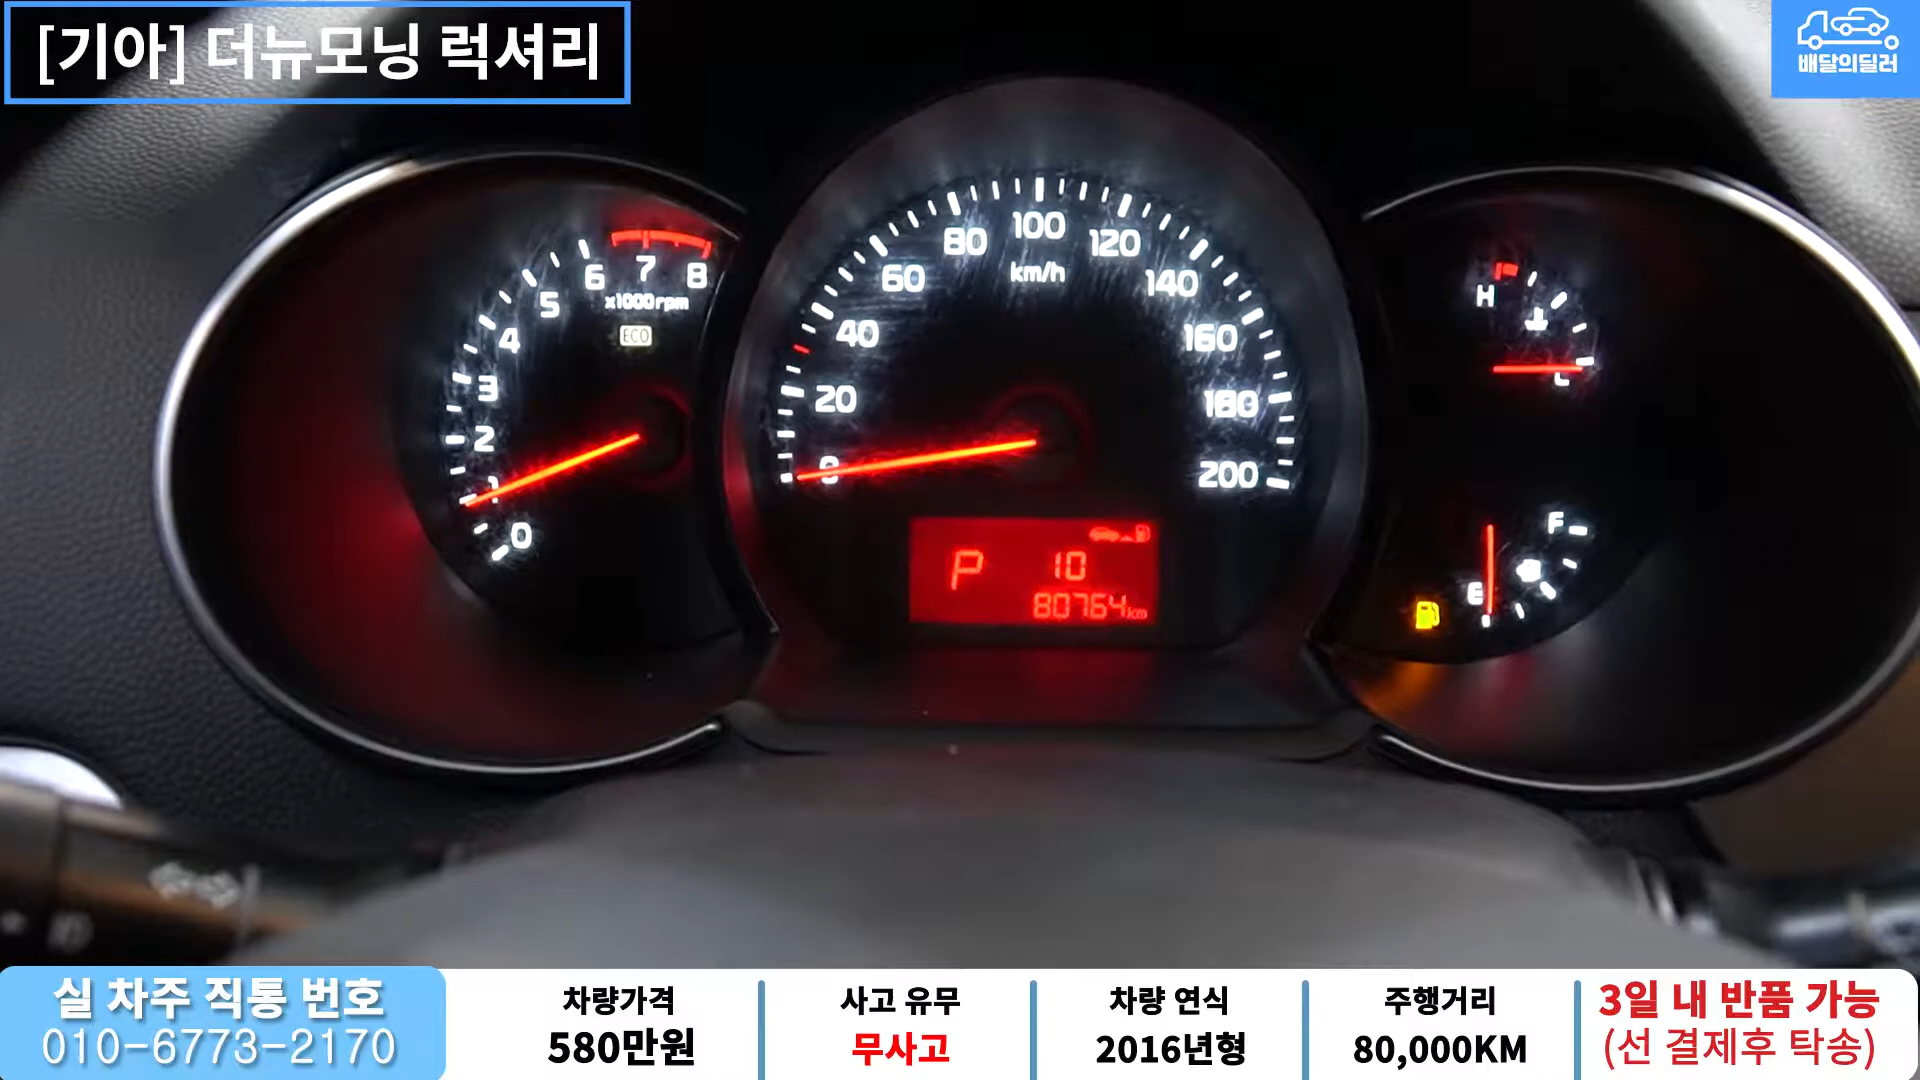 [기아] 더뉴모닝 럭셔리
배달의딜러
0
1
2
3
4
5
6
7
8
x1000rpm
ECO
0
20
40
60
80
100
120
140
160
180
200
km/h
P 10
80764km
H
L
F
E
실 차주 직통 번호
010-6773-2170
차량가격
580만원
사고 유무
무사고
차량 연식
2016년형
주행거리
80,000KM
3일 내 반품 가능
(선 결제후 탁송)